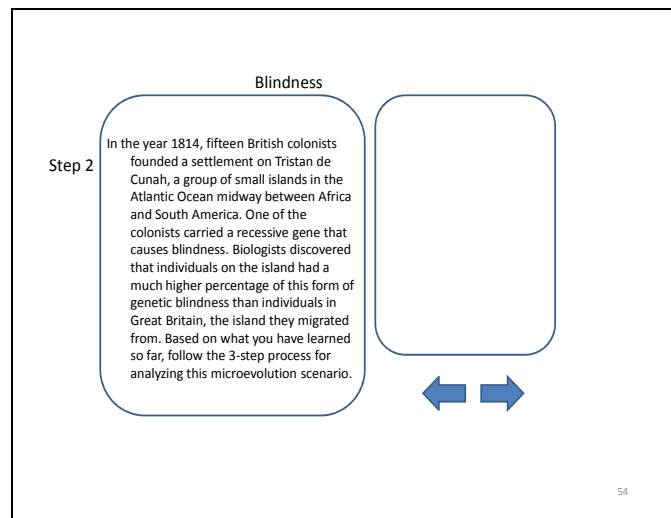 Blindness
Step 2
In the year 1814, fifteen British colonists
founded a settlement on Tristan de
Cunah, a group of small islands in the
Atlantic Ocean midway between Africa
and South America. One of the
colonists carried a recessive gene that
causes blindness. Biologists discovered
that individuals on the island had a
much higher percentage of this form of
genetic blindness than individuals in
Great Britain, the island they migrated
from. Based on what you have learned
so far, follow the 3-step process for
analyzing this microevolution scenario.
54